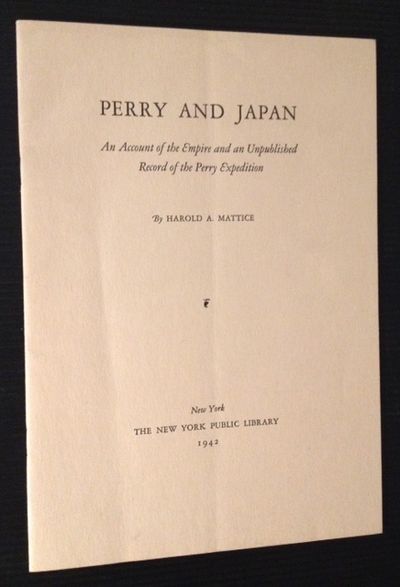 PERRY AND JAPAN
An Account of the Empire and an Unpublished
Record of the Perry Expedition
By HAROLD A. MATTICE
New York
THE NEW YORK PUBLIC LIBRARY
1942